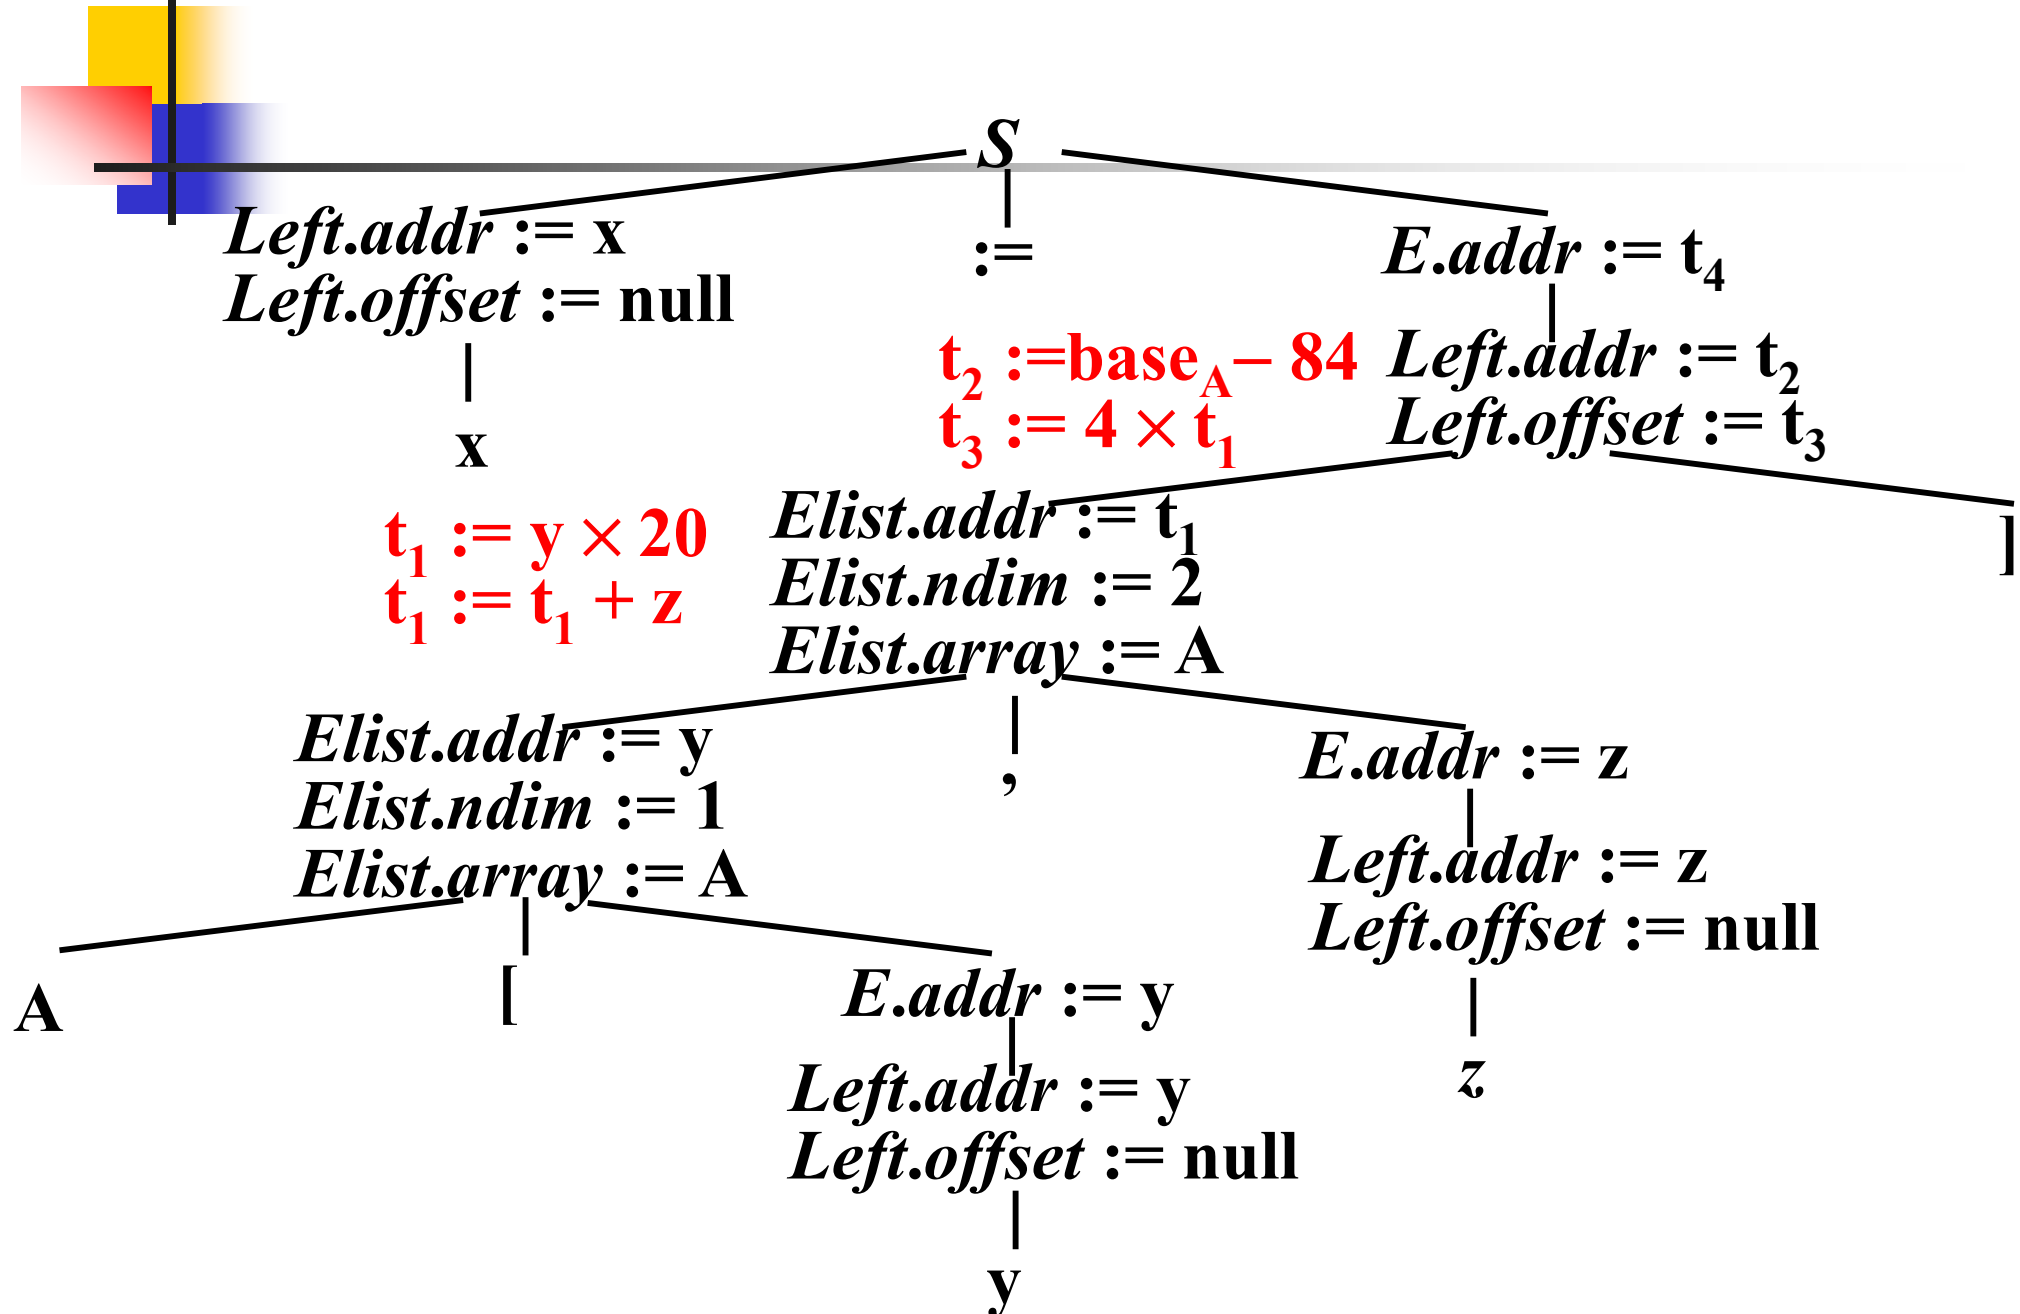 S
Left.addr := x
:=
E.addr := t₄
Left.offset := null
t₂ :=base_A– 84
Left.addr := t₂
x
t₃ := 4 × t₁
Left.offset := t₃
t₁ := y × 20
Elist.addr := t₁
]
t₁ := t₁ + z
Elist.ndim := 2
Elist.array := A
Elist.addr := y
,
E.addr := z
Elist.ndim := 1
Elist.array := A
Left.addr := z
Left.offset := null
A
[
E.addr := y
z
Left.addr := y
Left.offset := null
y